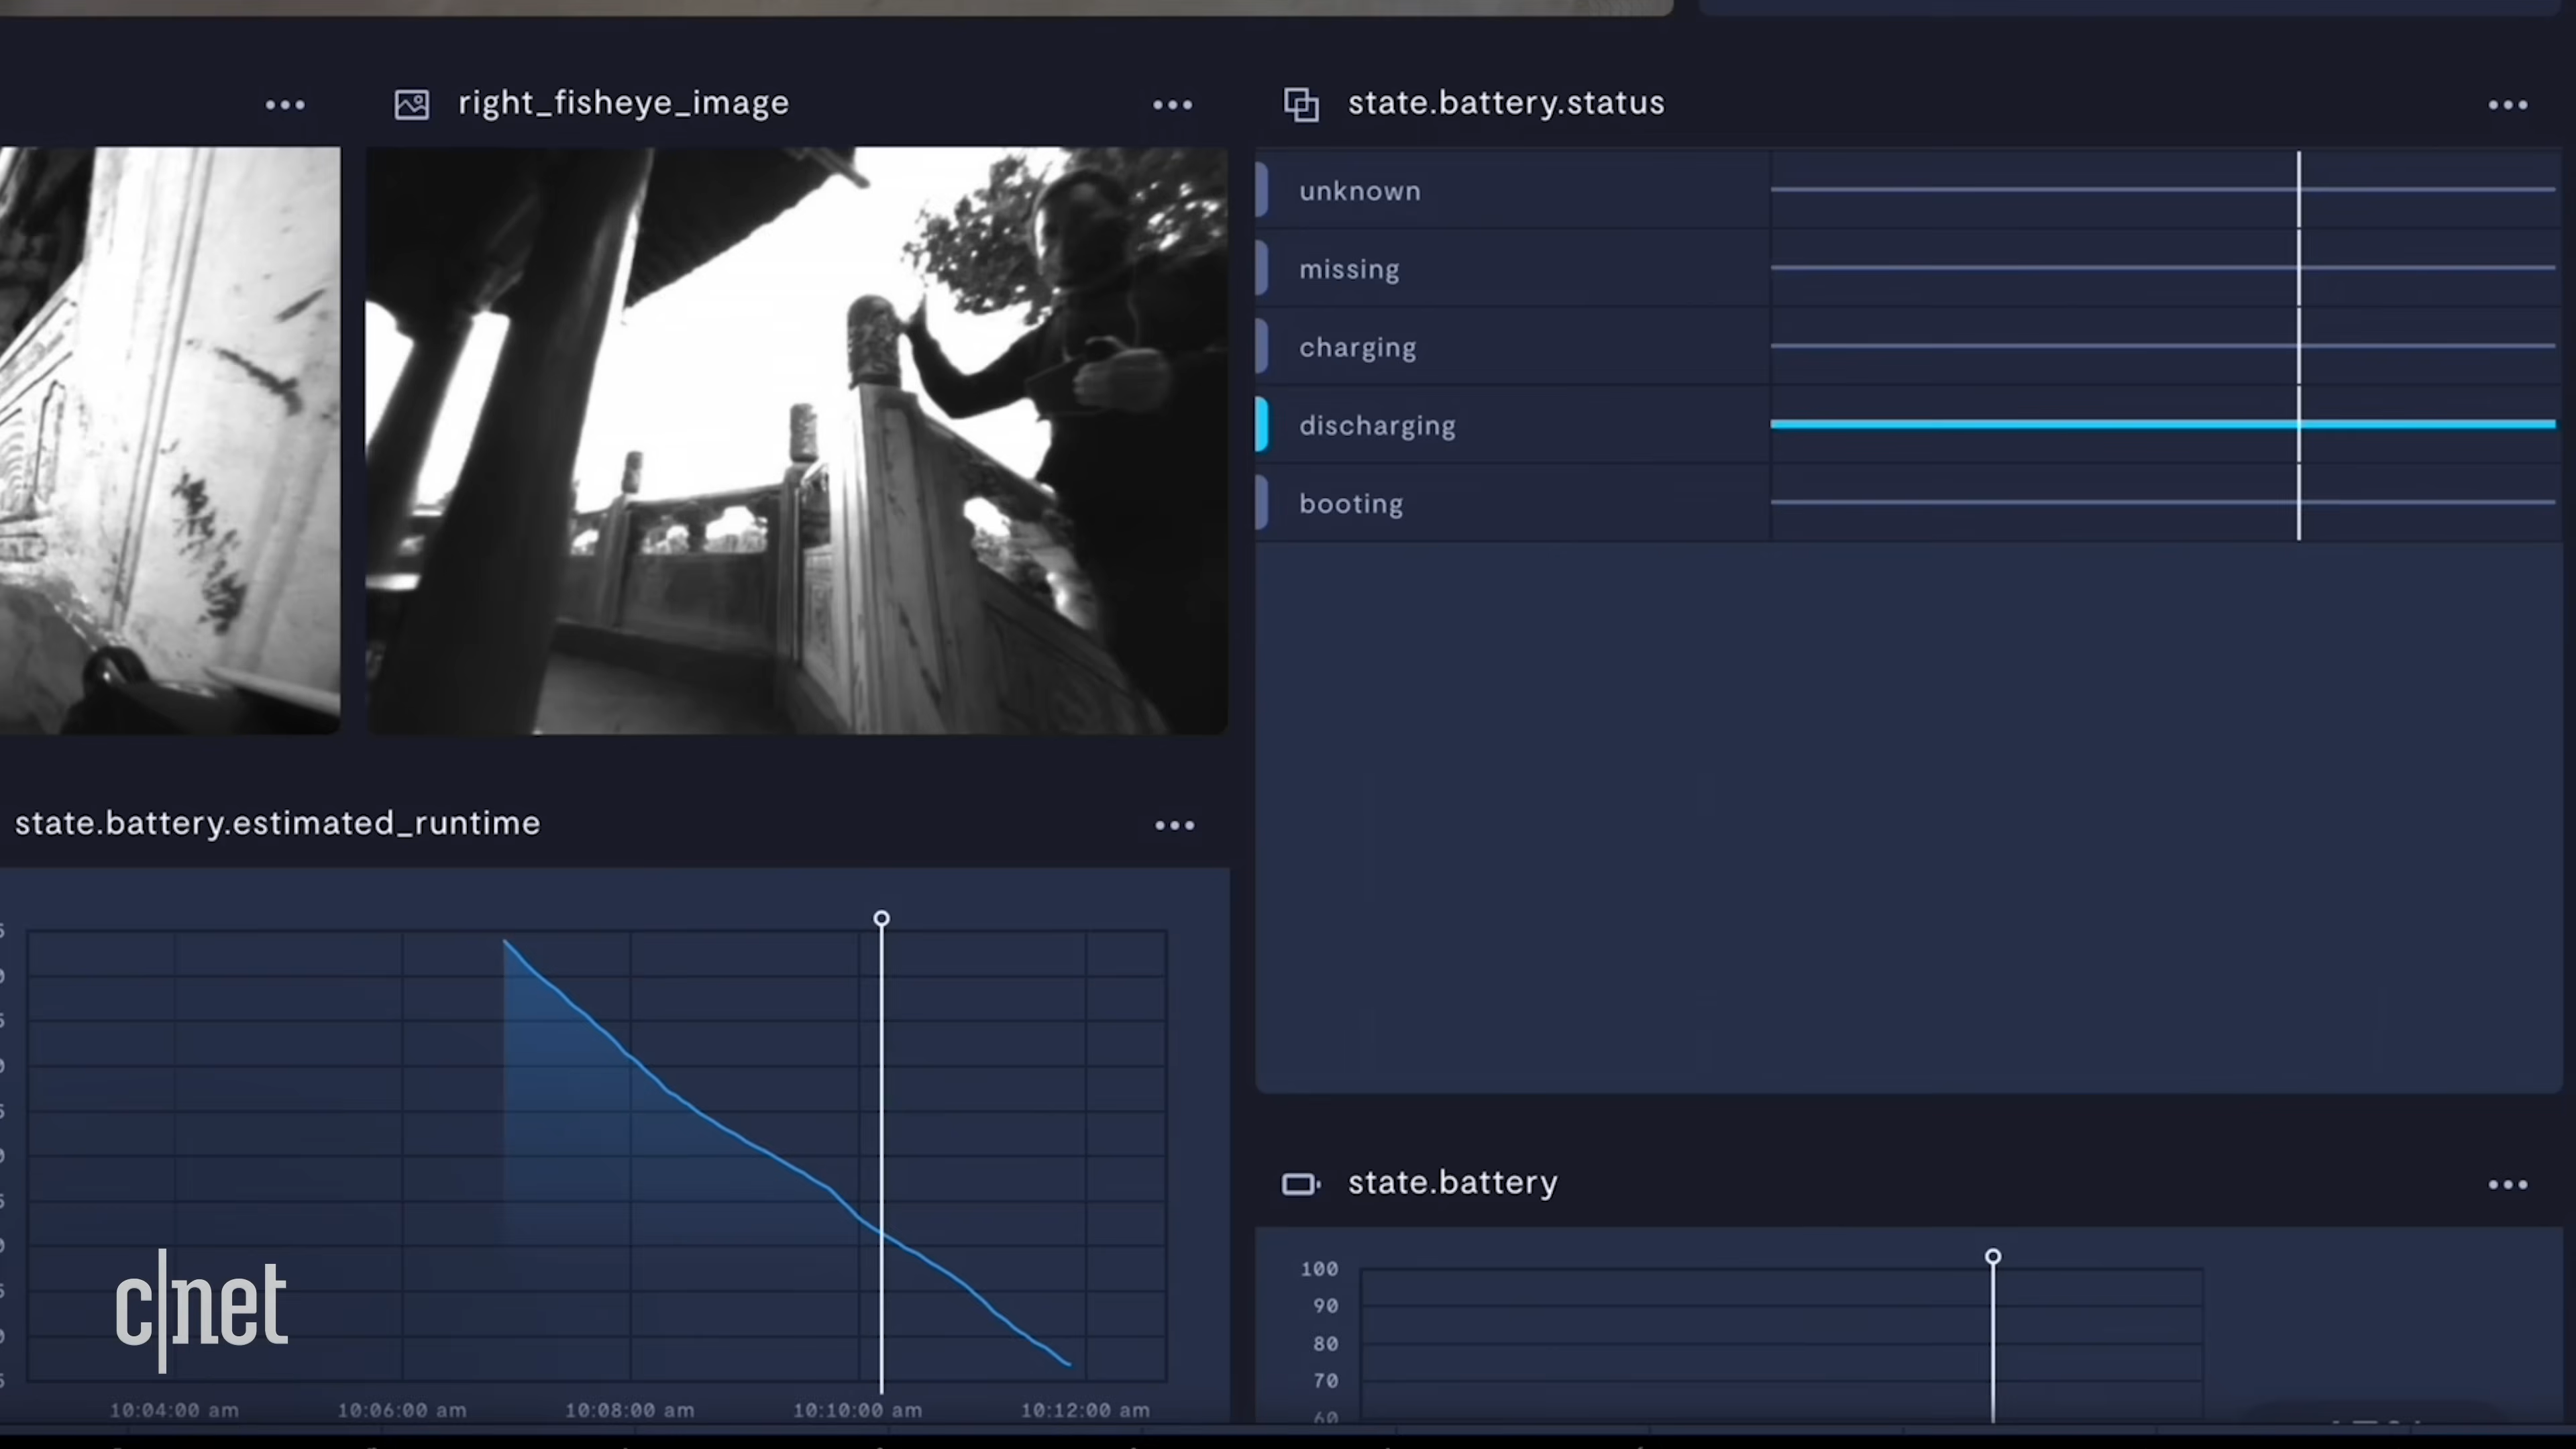 right_fisheye_image
state.battery.status
unknown
missing
charging
discharging
booting
state.battery.estimated_runtime
10:04:00 am
10:06:00 am
10:08:00 am
10:10:00 am
10:12:00 am
state.battery
100
90
80
70
60
c|net